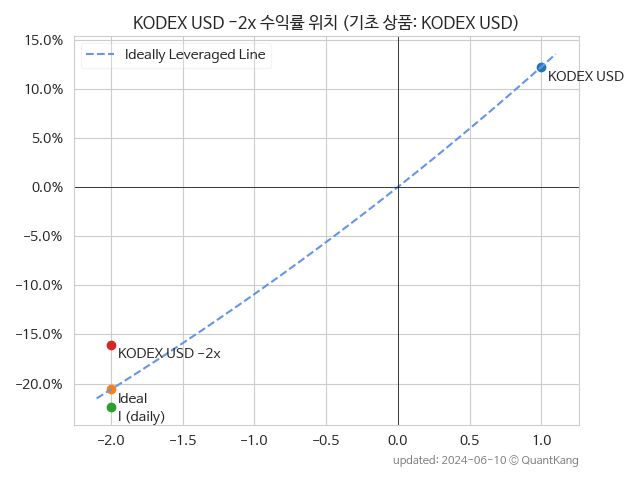 KODEX USD -2x 수익률 위치 (기초 상품: KODEX USD)
15.0%
Ideally Leveraged Line
10.0%
KODEX USD
5.0%
0.0%
-5.0%
-10.0%
-15.0%
KODEX USD -2x
-20.0%
Ideal
I (daily)
-2.0 -1.5 -1.0 -0.5 0.0 0.5 1.0
updated: 2024-06-10 © QuantKang